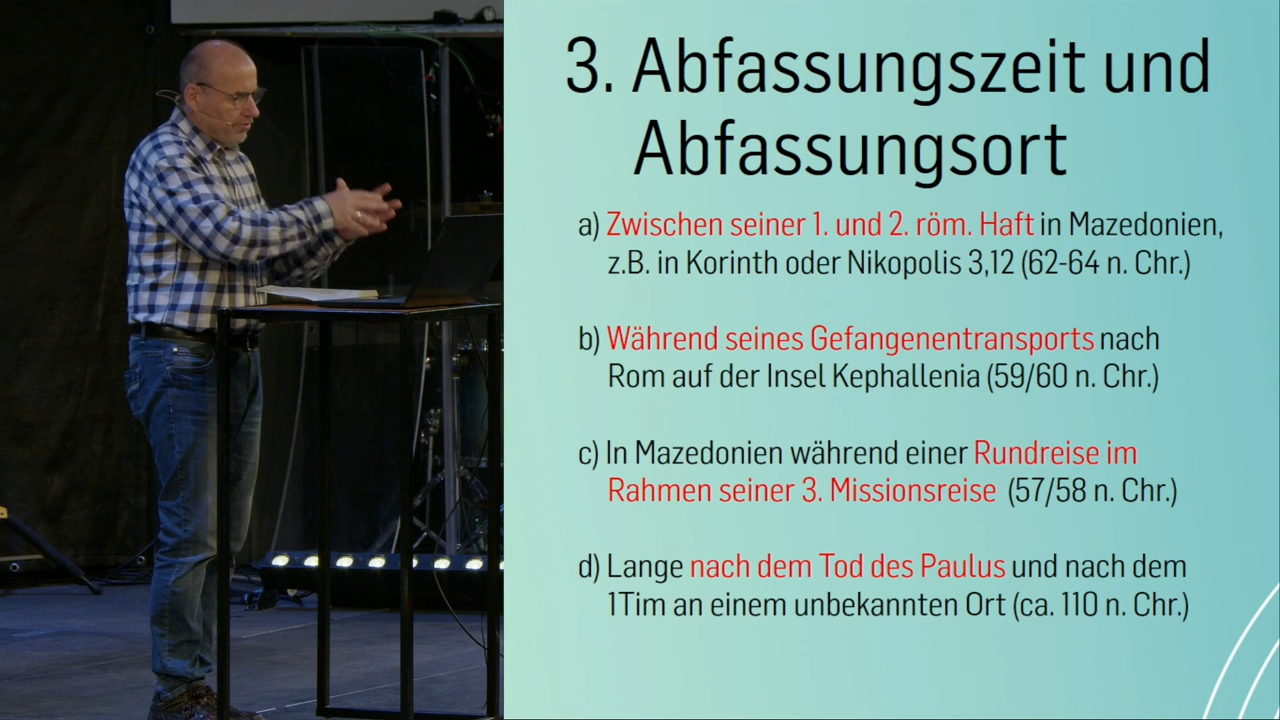 3. Abfassungszeit und
Abfassungsort
a) Zwischen seiner 1. und 2. röm. Haft in Mazedonien,
z.B. in Korinth oder Nikopolis 3,12 (62-64 n. Chr.)
b) Während seines Gefangenentransports nach
Rom auf der Insel Kephallenia (59/60 n. Chr.)
c) In Mazedonien während einer Rundreise im
Rahmen seiner 3. Missionsreise (57/58 n. Chr.)
d) Lange nach dem Tod des Paulus und nach dem
1Tim an einem unbekannten Ort (ca. 110 n. Chr.)